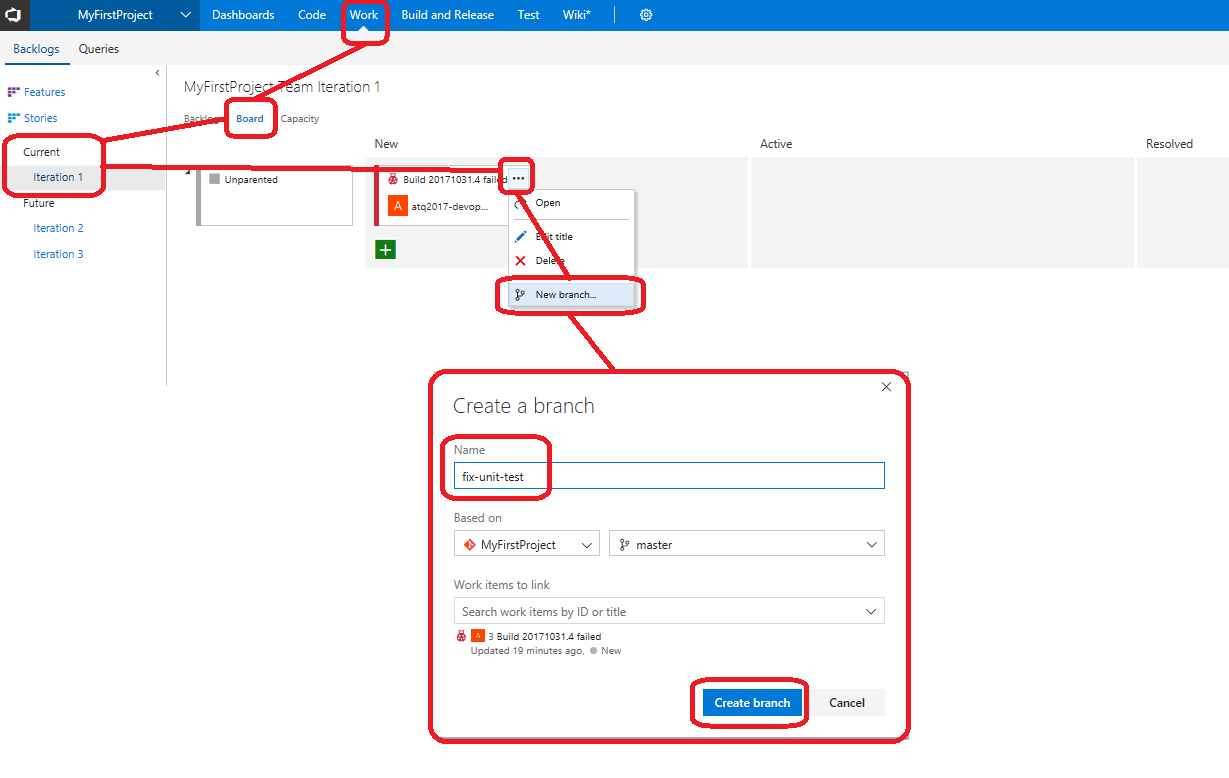 MyFirstProject Dashboards Code Work Build and Release Test Wiki*
Backlogs Queries
MyFirstProject Team Iteration 1
Features
Stories
Backlog Board Capacity
Current
Iteration 1
Future
Iteration 2
Iteration 3
New Active Resolved
Unparented
Build 20171031.4 failed
A atq2017-devop...
Open
Edit title
Delete
New branch...
Create a branch
Name
fix-unit-test
Based on
MyFirstProject master
Work items to link
Search work items by ID or title
A 3 Build 20171031.4 failed
Updated 19 minutes ago, New
Create branch Cancel